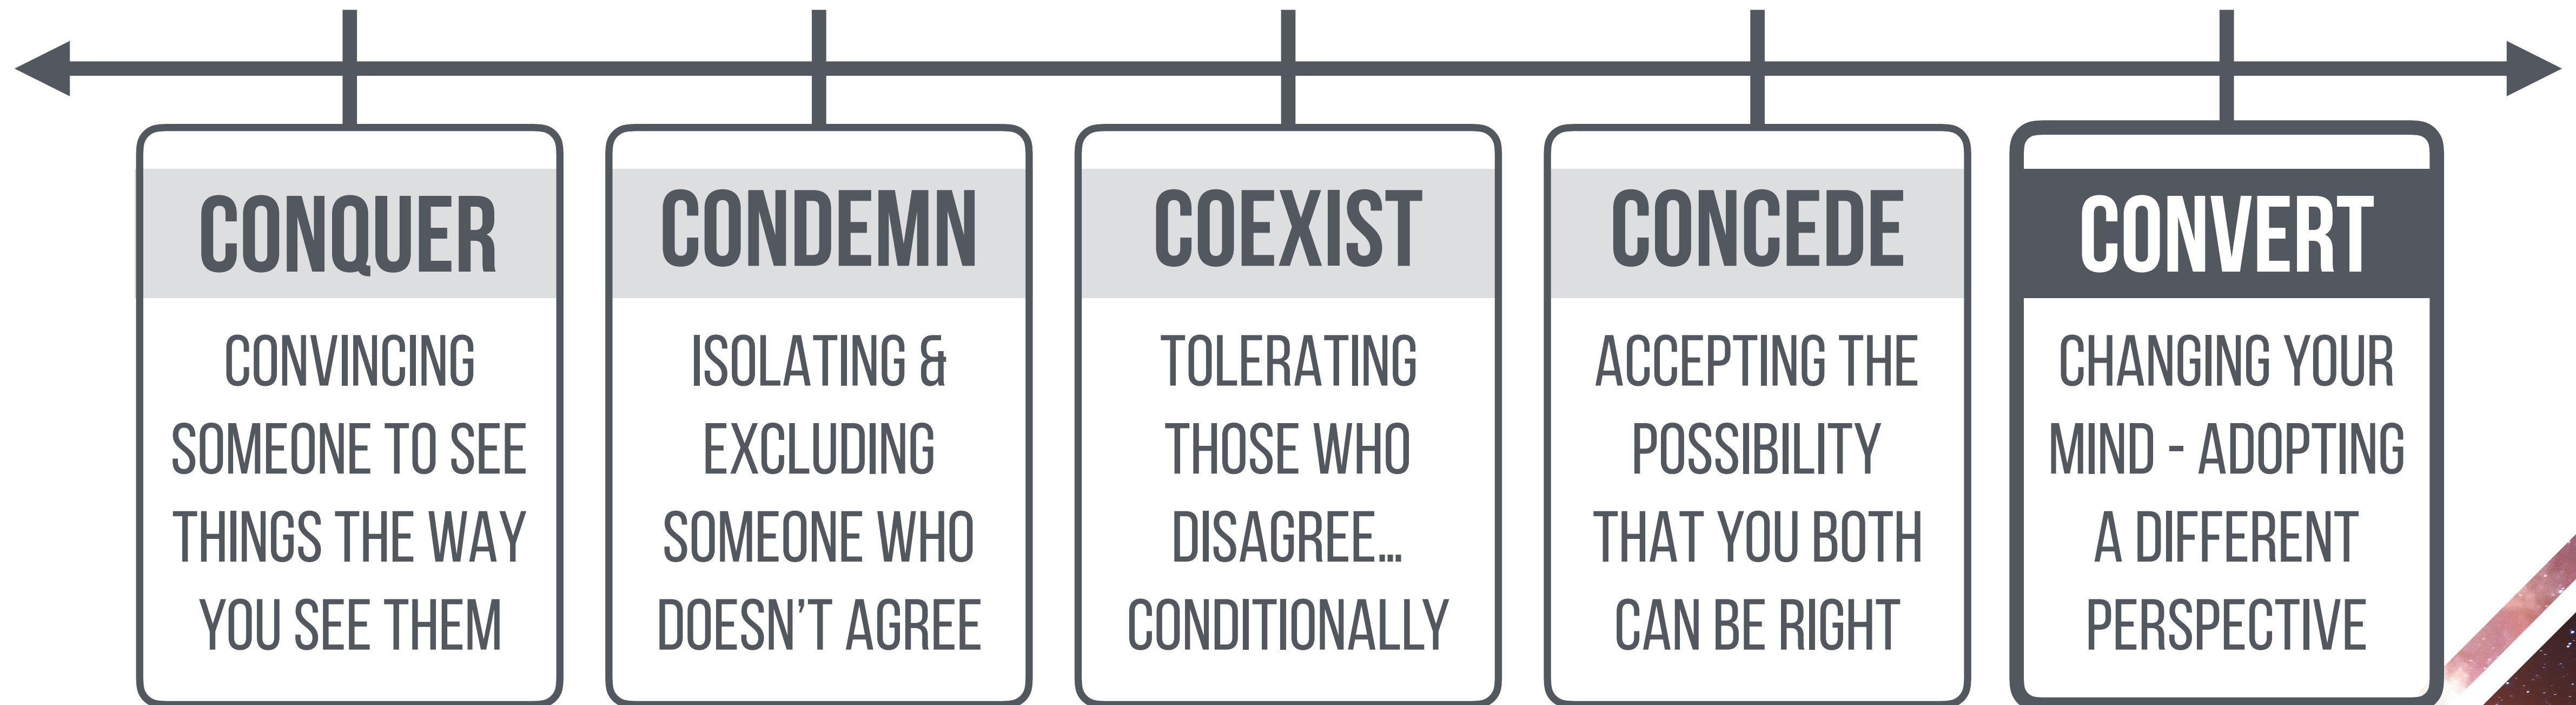 CONQUER
CONVINCING
SOMEONE TO SEE
THINGS THE WAY
YOU SEE THEM
CONDEMN
ISOLATING &
EXCLUDING
SOMEONE WHO
DOESN'T AGREE
COEXIST
TOLERATING
THOSE WHO
DISAGREE...
CONDITIONALLY
CONCEDE
ACCEPTING THE
POSSIBILITY
THAT YOU BOTH
CAN BE RIGHT
CONVERT
CHANGING YOUR
MIND - ADOPTING
A DIFFERENT
PERSPECTIVE